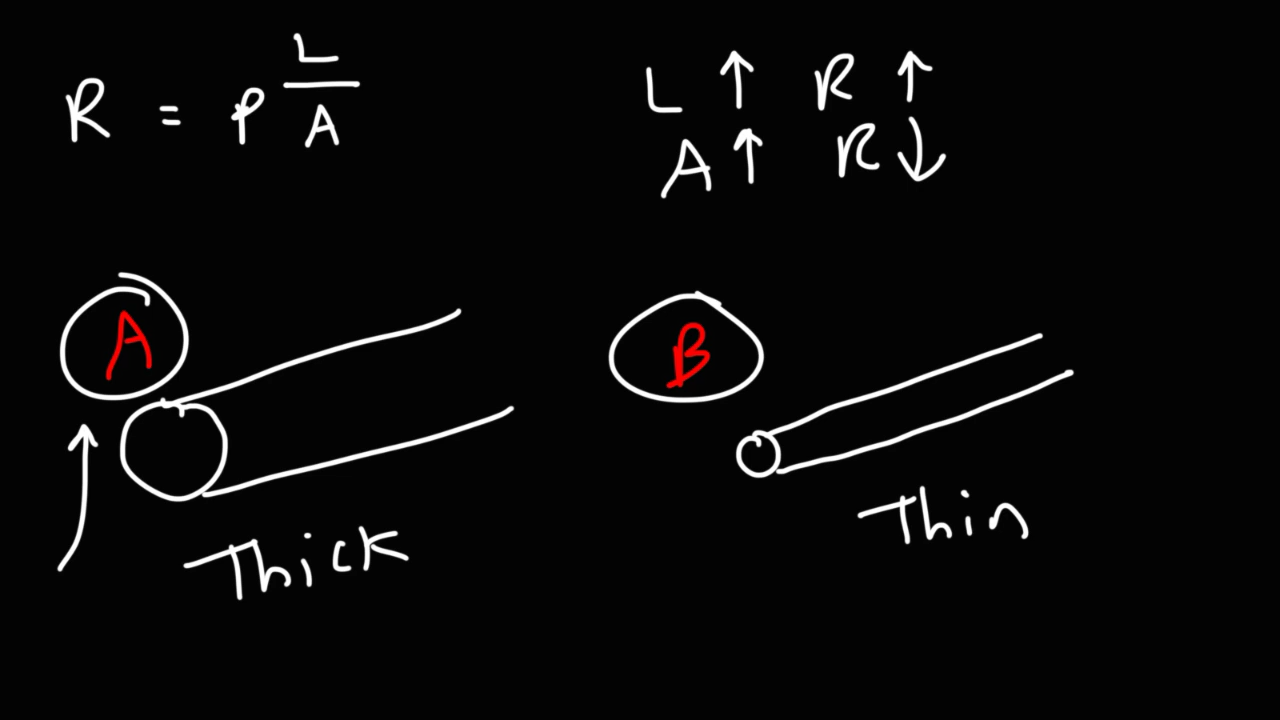 R = ρ L/A
L ↑ R ↑
A ↑ R ↓
A
B
Thick
Thin